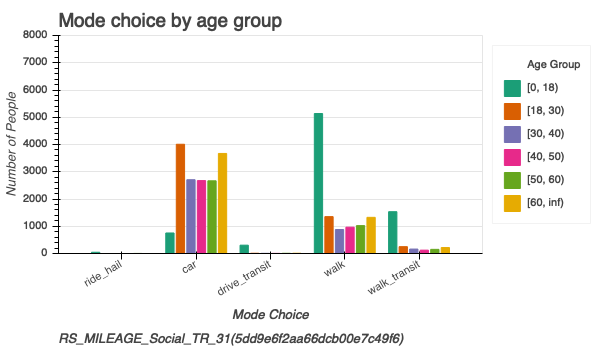 Mode choice by age group
8000
7000
6000
5000
4000
3000
2000
1000
0
Number of People
ride_hail
car
drive_transit
walk
walk_transit
Mode Choice
Age Group
[0, 18)
[18, 30)
[30, 40)
[40, 50)
[50, 60)
[60, inf)
RS_MILEAGE_Social_TR_31(5dd9e6f2aa66dcb00e7c49f6)